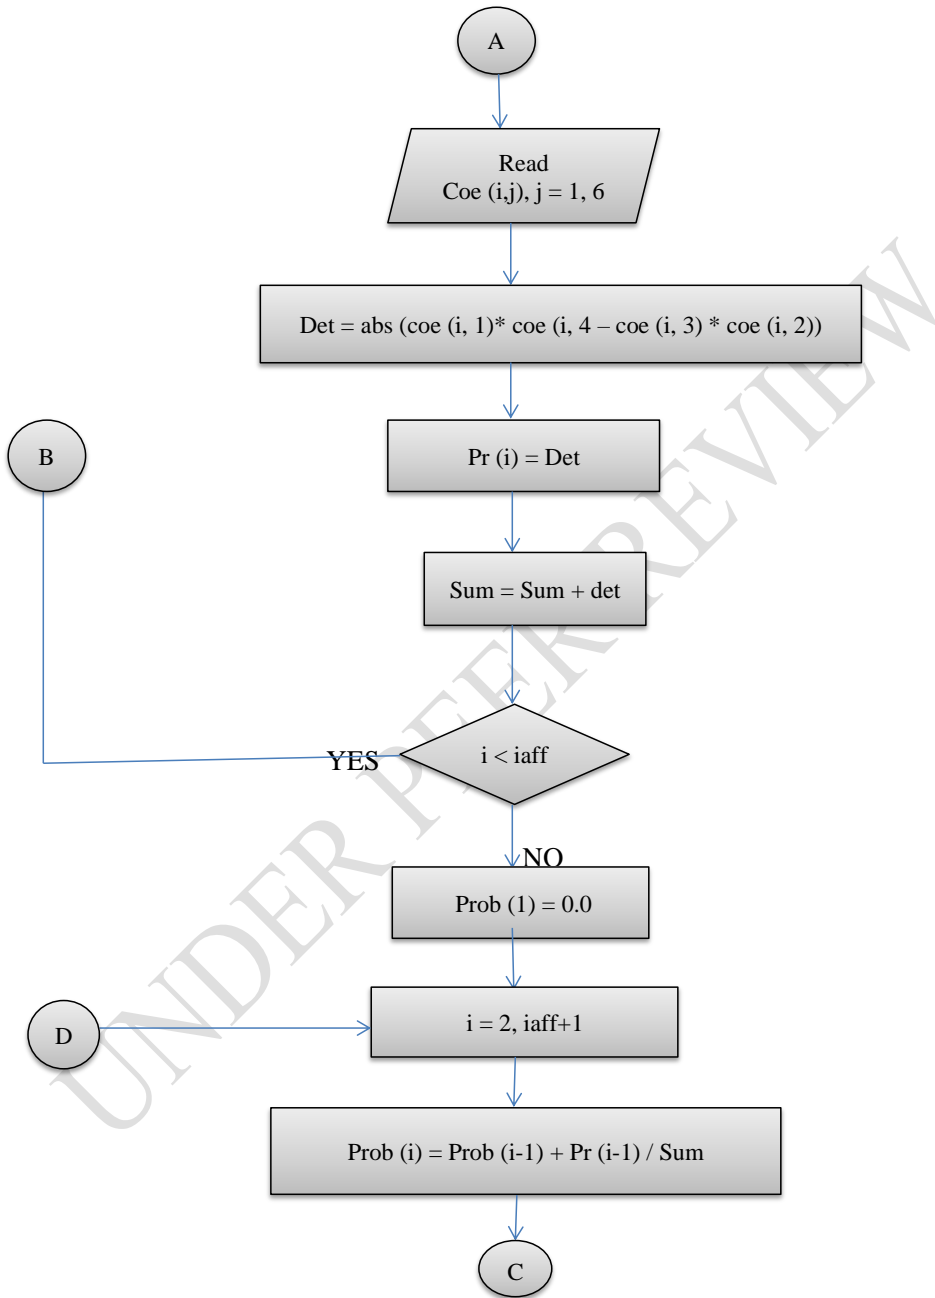 A
Read
Coe (i,j), j = 1, 6
Det = abs (coe (i, 1)* coe (i, 4 – coe (i, 3) * coe (i, 2))
B
Pr (i) = Det
Sum = Sum + det
YES
i < iaff
NO
Prob (1) = 0.0
D
i = 2, iaff+1
Prob (i) = Prob (i-1) + Pr (i-1) / Sum
C
UNDER PEER REVIEW